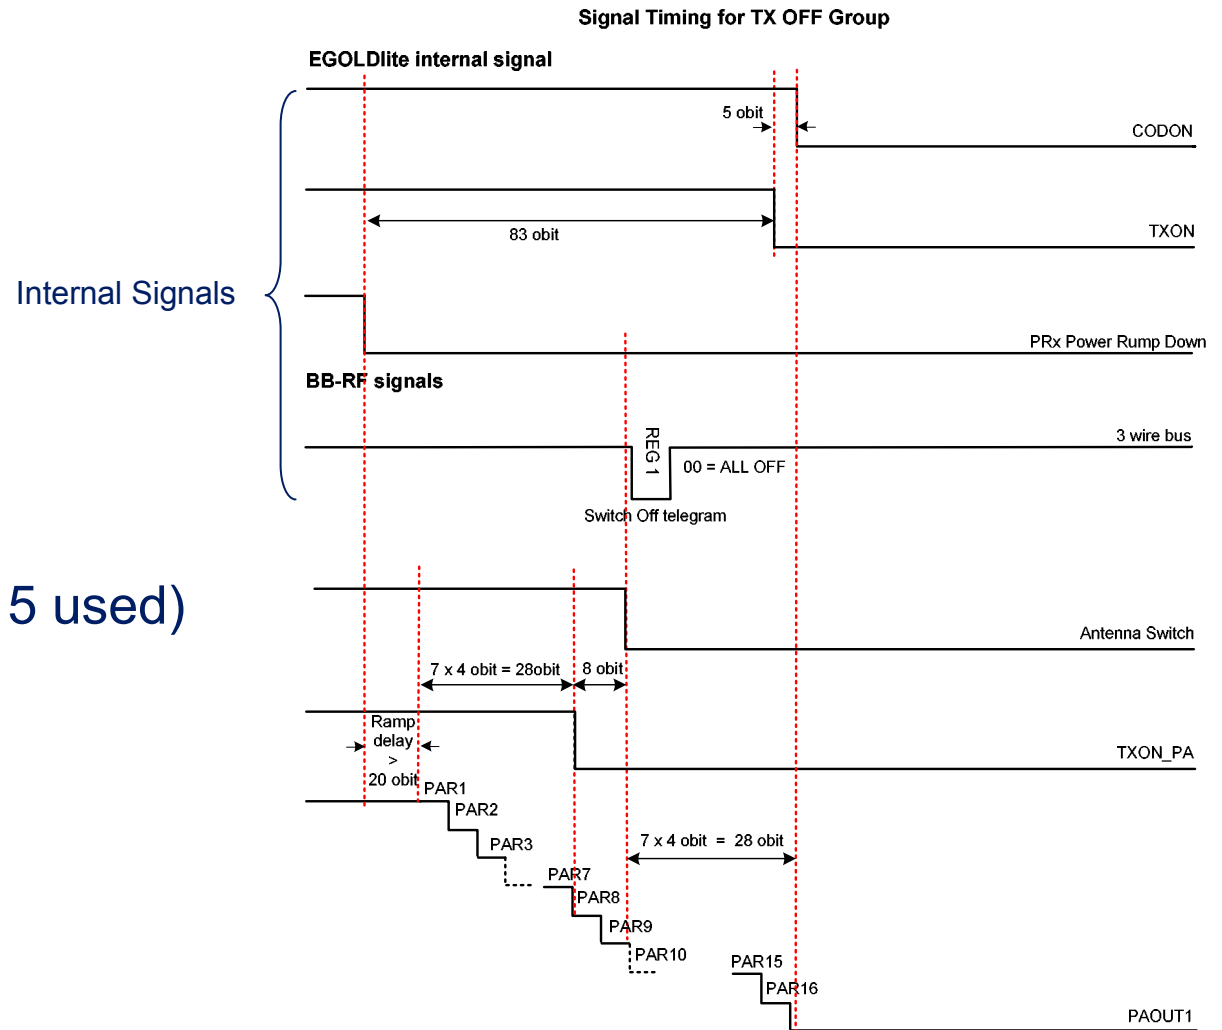 Signal Timing for TX OFF Group
EGOLDlite internal signal
5 obit
CODON
83 obit
TXON
Internal Signals
PRx Power Rump Down
BB-RF signals
3 wire bus
REG 1
00 = ALL OFF
Switch Off telegram
5 used)
Antenna Switch
7 x 4 obit = 28obit
8 obit
Ramp
delay
>
20 obit
TXON_PA
PAR1
PAR2
PAR3
7 x 4 obit = 28 obit
PAR7
PAR8
PAR9
PAR10
PAR15
PAR16
PAOUT1